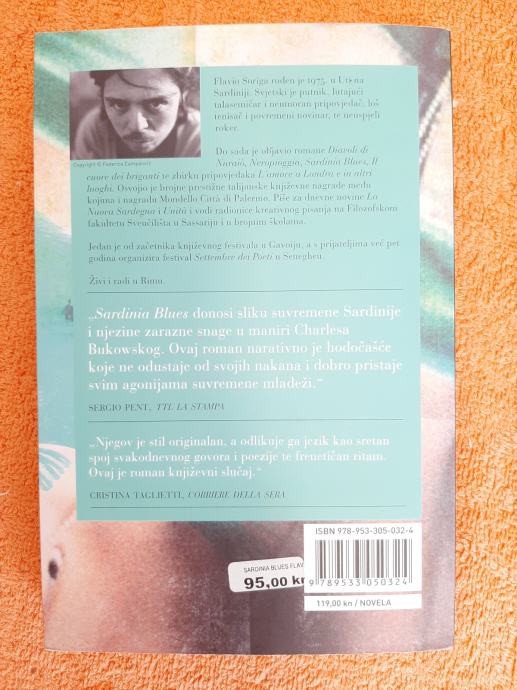 Flavio Soriga rođen je 1975. u Uti na
Sardiniji. Svjetski je putnik, lutajući
talasemičar i neumoran pripovjedač, loš
tenisač i povremeni novinar, te neuspjeli
roker.
Copyright © Federica
Do sada je objavio romane Diavoli di
Nuraiò, Neropioggia, Sardinia Blues, Il
cuore dei briganti te zbirku pripovjedaka L'amore a Londra e in altri
luoghi. Osvojio je brojne prestižne talijanske književne nagrade među
kojima i nagradu Mondello Città di Palermo. Piše za dnevne novine La
Nuova Sardegna i Unità i vodi radionice kreativnog pisanja na Filozofskom
fakultetu Sveučilišta u Sassariju i u brojnim školama.
Jedan je od začetnika književnog festivala u Gavoiju, a s prijateljima već pet
godina organizira festival Settembre dei Poeti u Seneghеu.
Živi i radi u Rimu.
„Sardinia Blues donosi sliku suvremene Sardinije
i njezine zarazne snage u maniri Charlesa
Bukowskog. Ovaj roman narativno je hodočašće
koje ne odustaje od svojih nakana i dobro pristaje
svim agonijama suvremene mladeži.“
SERGIO PENT, TTL LA STAMPA
„Njegov je stil originalan, a odlikuje ga jezik kao sretan
spoj svakodnevnog govora i poezije te frenetičan ritam.
Ovaj je roman književni slučaj.“
CRISTINA TAGLIETTI, CORRIERE DELLA SERA
ISBN 978-953-305-032-4
SARDINIA BLUES FLAV
95,00 kn
9 789533 050324
119,00 kn / NOVELA